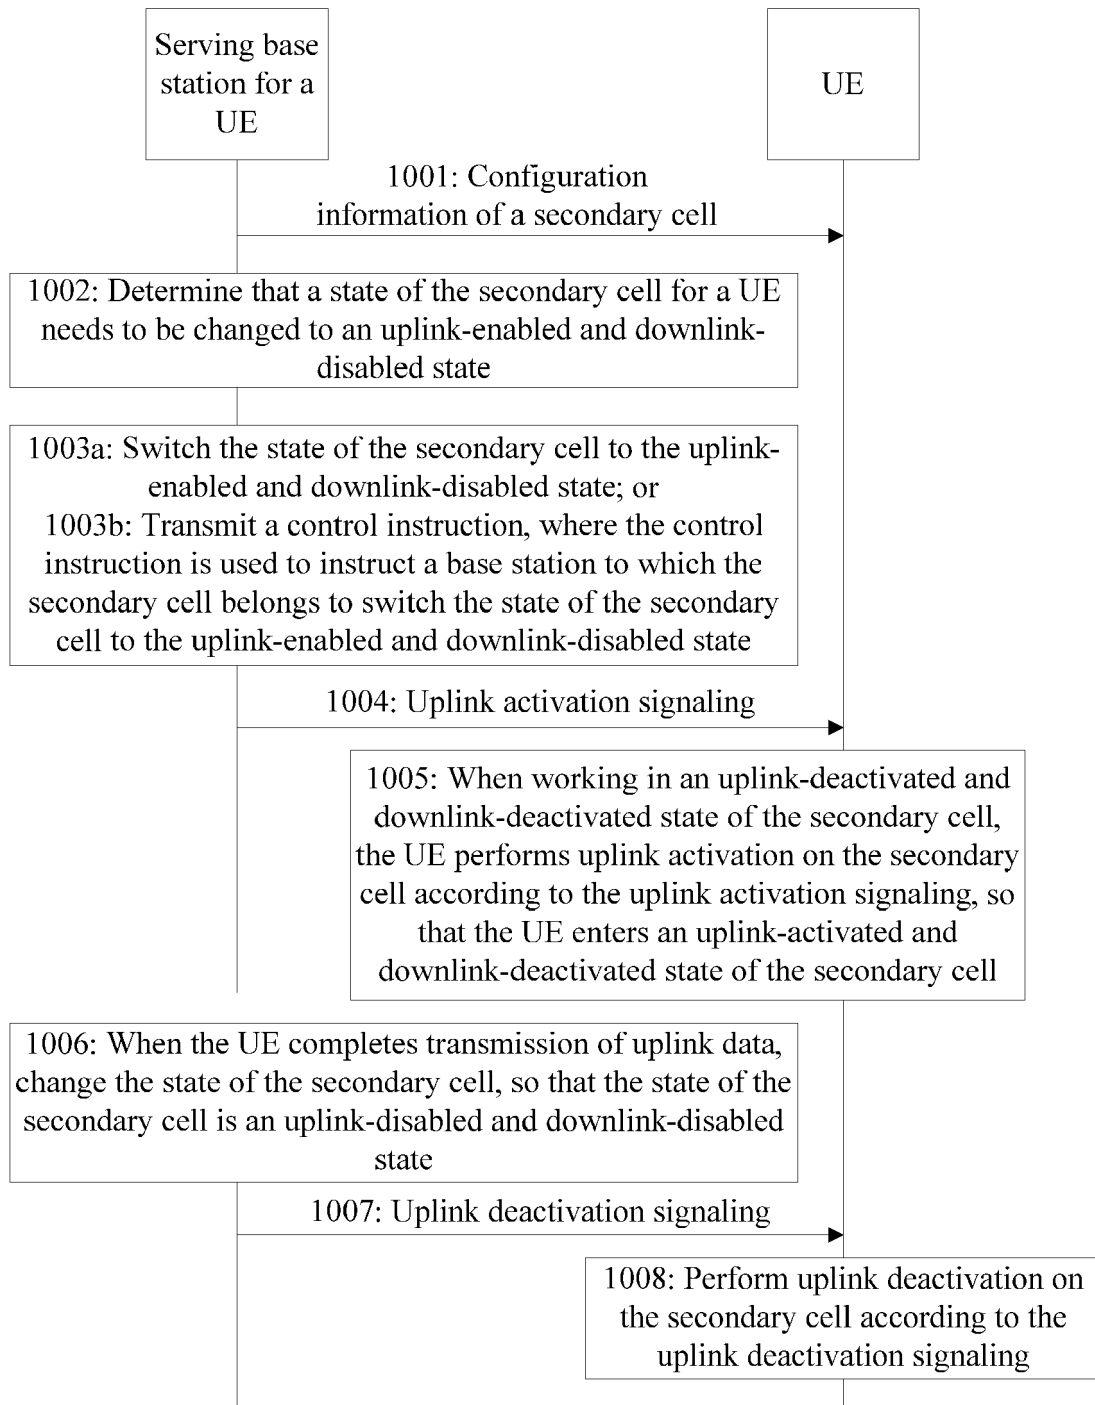 Serving base
station for a
UE
UE
1001: Configuration
information of a secondary cell
1002: Determine that a state of the secondary cell for a UE
needs to be changed to an uplink-enabled and downlink-
disabled state
1003a: Switch the state of the secondary cell to the uplink-
enabled and downlink-disabled state; or
1003b: Transmit a control instruction, where the control
instruction is used to instruct a base station to which the
secondary cell belongs to switch the state of the secondary
cell to the uplink-enabled and downlink-disabled state
1004: Uplink activation signaling
1005: When working in an uplink-deactivated and
downlink-deactivated state of the secondary cell,
the UE performs uplink activation on the secondary
cell according to the uplink activation signaling, so
that the UE enters an uplink-activated and
downlink-deactivated state of the secondary cell
1006: When the UE completes transmission of uplink data,
change the state of the secondary cell, so that the state of the
secondary cell is an uplink-disabled and downlink-disabled
state
1007: Uplink deactivation signaling
1008: Perform uplink deactivation on
the secondary cell according to the
uplink deactivation signaling